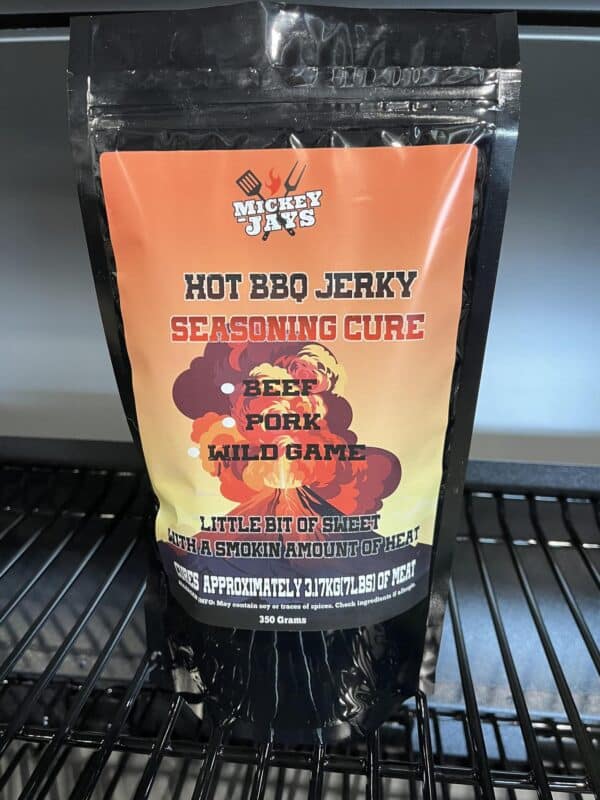 MICKEY
-JAYS
HOT BBQ JERKY
SEASONING CURE
BEEF
PORK
WILD GAME
LITTLE BIT OF SWEET
WITH A SMOKIN AMOUNT OF HEAT
CURES APPROXIMATELY 3.17KG(7LBS) OF MEAT
INFO: May contain soy or traces of spices. Check ingredients if allergic.
350 Grams